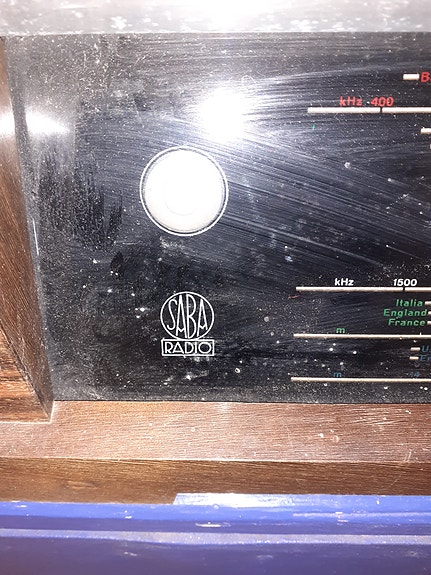 kHz 400
kHz 1500
Italia
England
France
m
SABA
RADIO
m